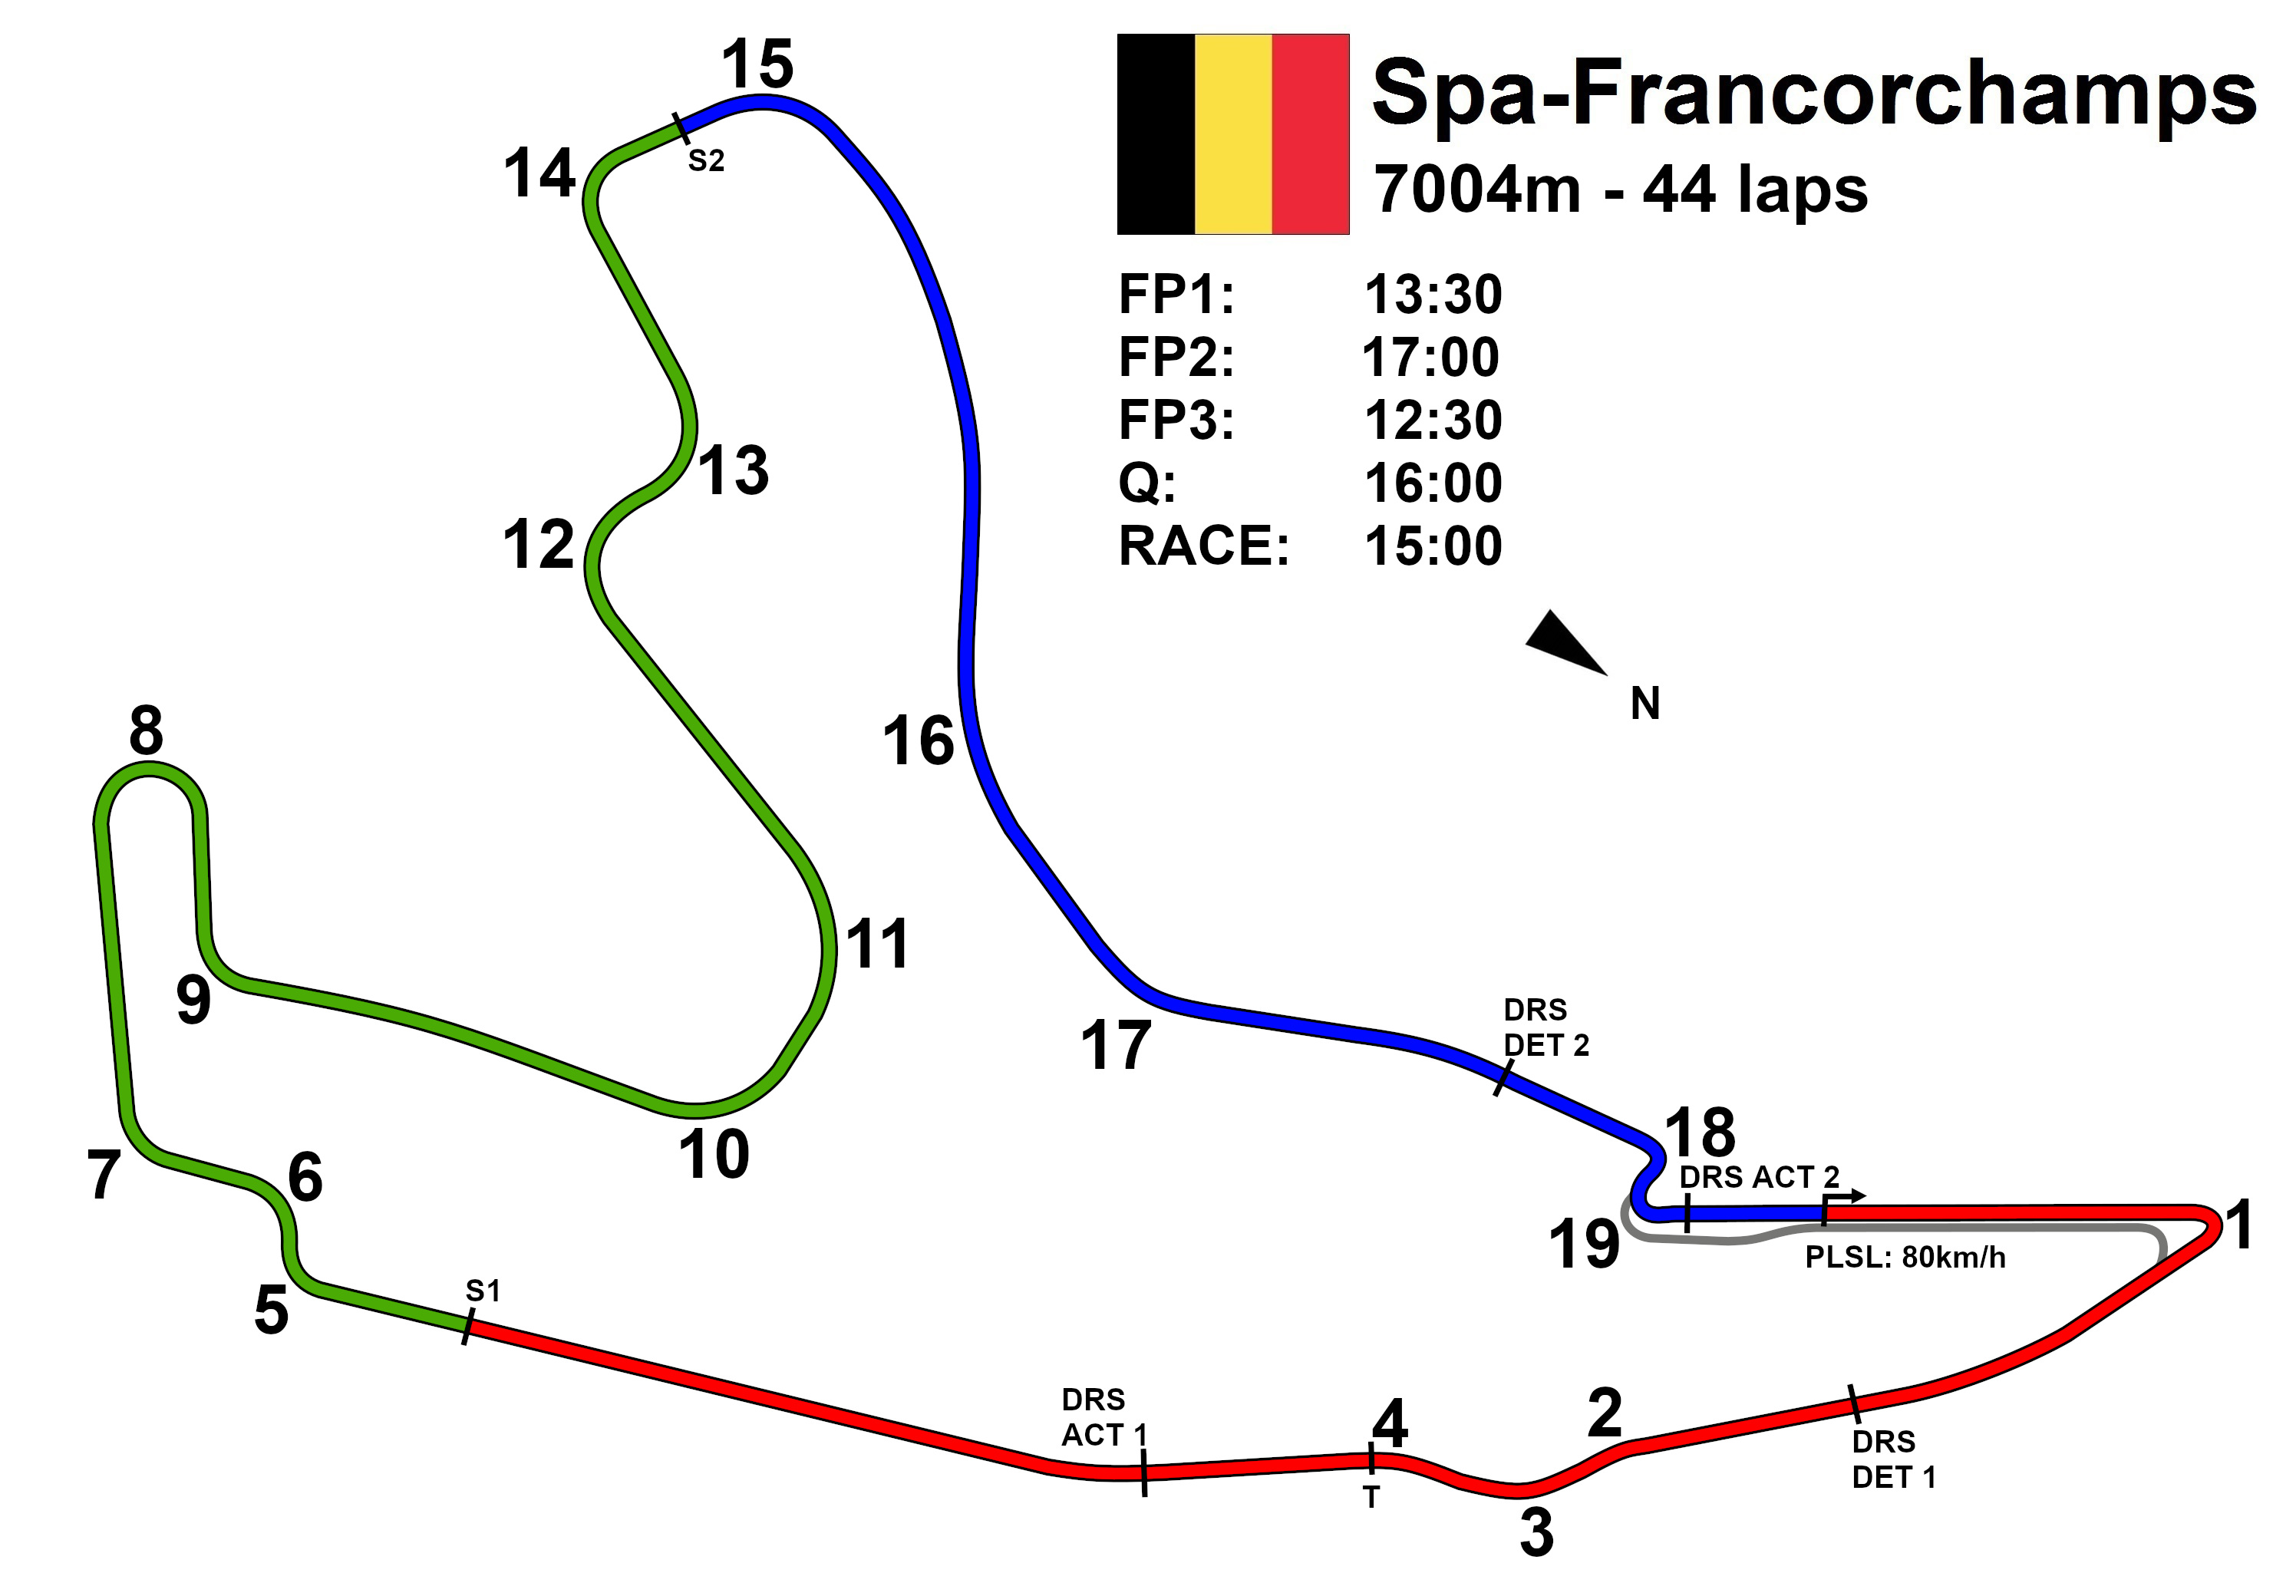 Spa-Francorchamps
7004m - 44 laps
FP1: 13:30
FP2: 17:00
FP3: 12:30
Q: 16:00
RACE: 15:00
N
15
S2
14
13
12
16
8
11
9
17
10
7
6
5
S1
DRS
DET 2
18
DRS ACT 2
19
PLSL: 80km/h
1
DRS
ACT 1
4
T
3
2
DRS
DET 1